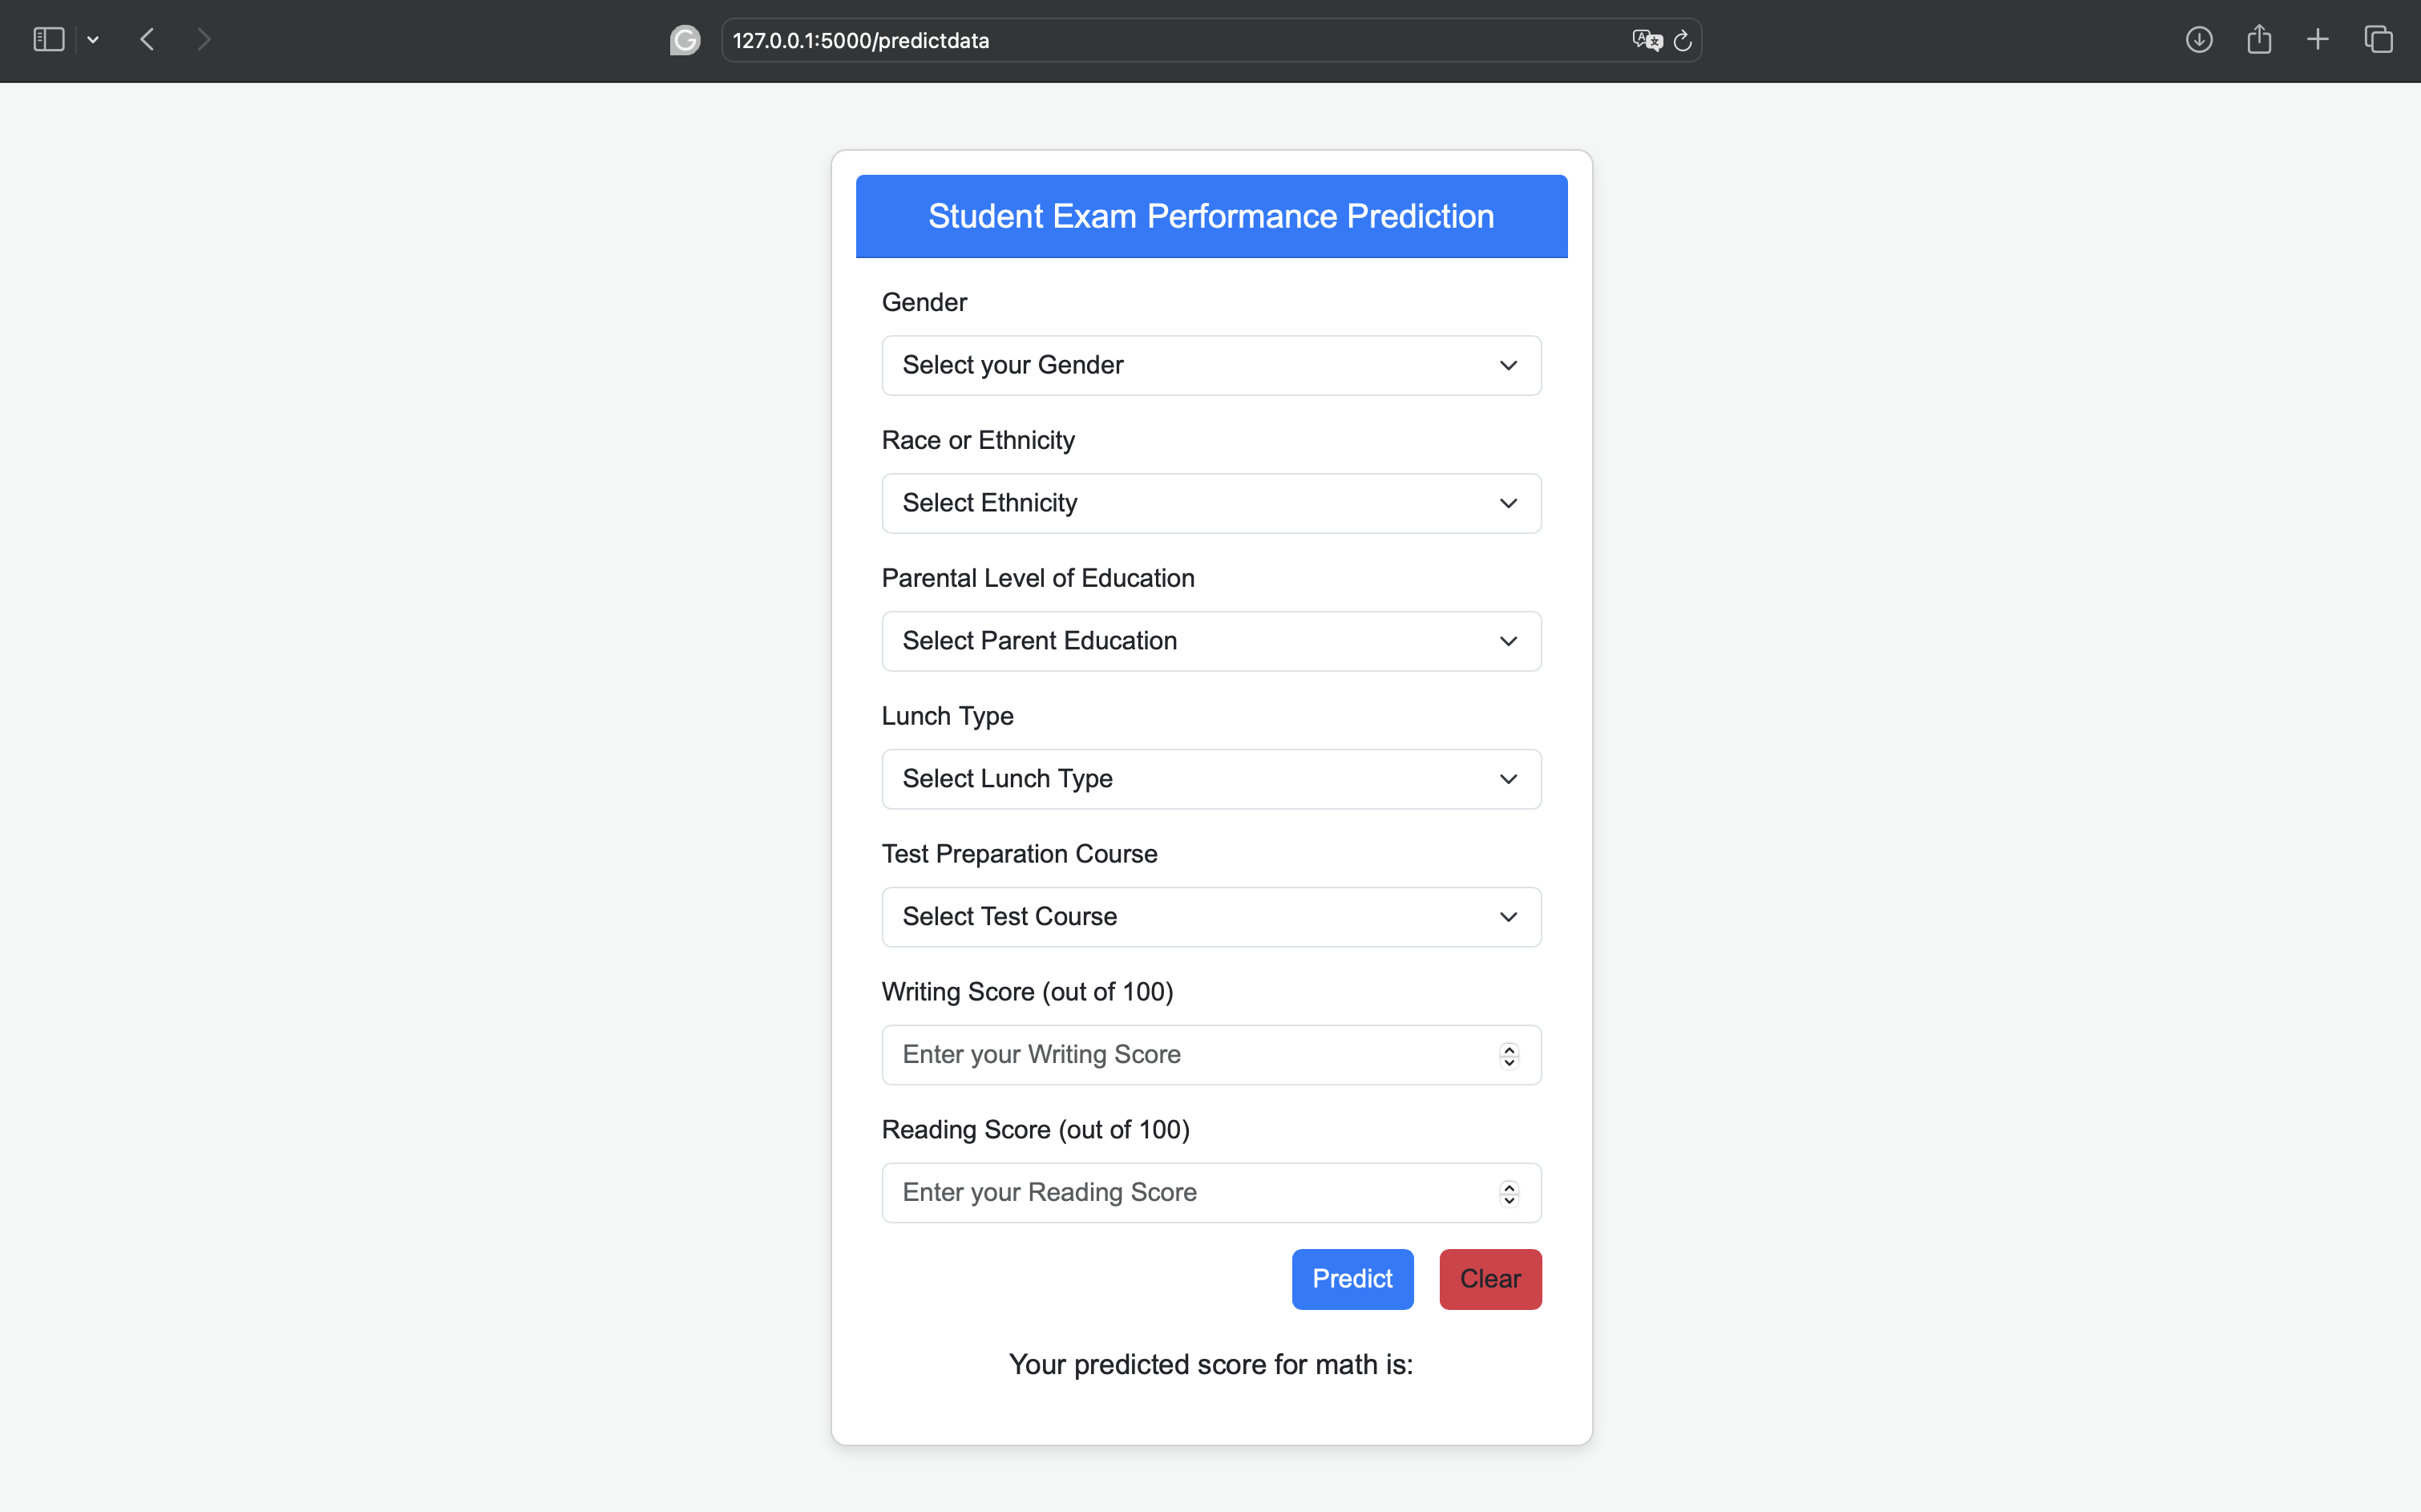 127.0.0.1:5000/predictdata
Student Exam Performance Prediction
Gender
Select your Gender
Race or Ethnicity
Select Ethnicity
Parental Level of Education
Select Parent Education
Lunch Type
Select Lunch Type
Test Preparation Course
Select Test Course
Writing Score (out of 100)
Enter your Writing Score
Reading Score (out of 100)
Enter your Reading Score
Predict Clear
Your predicted score for math is: